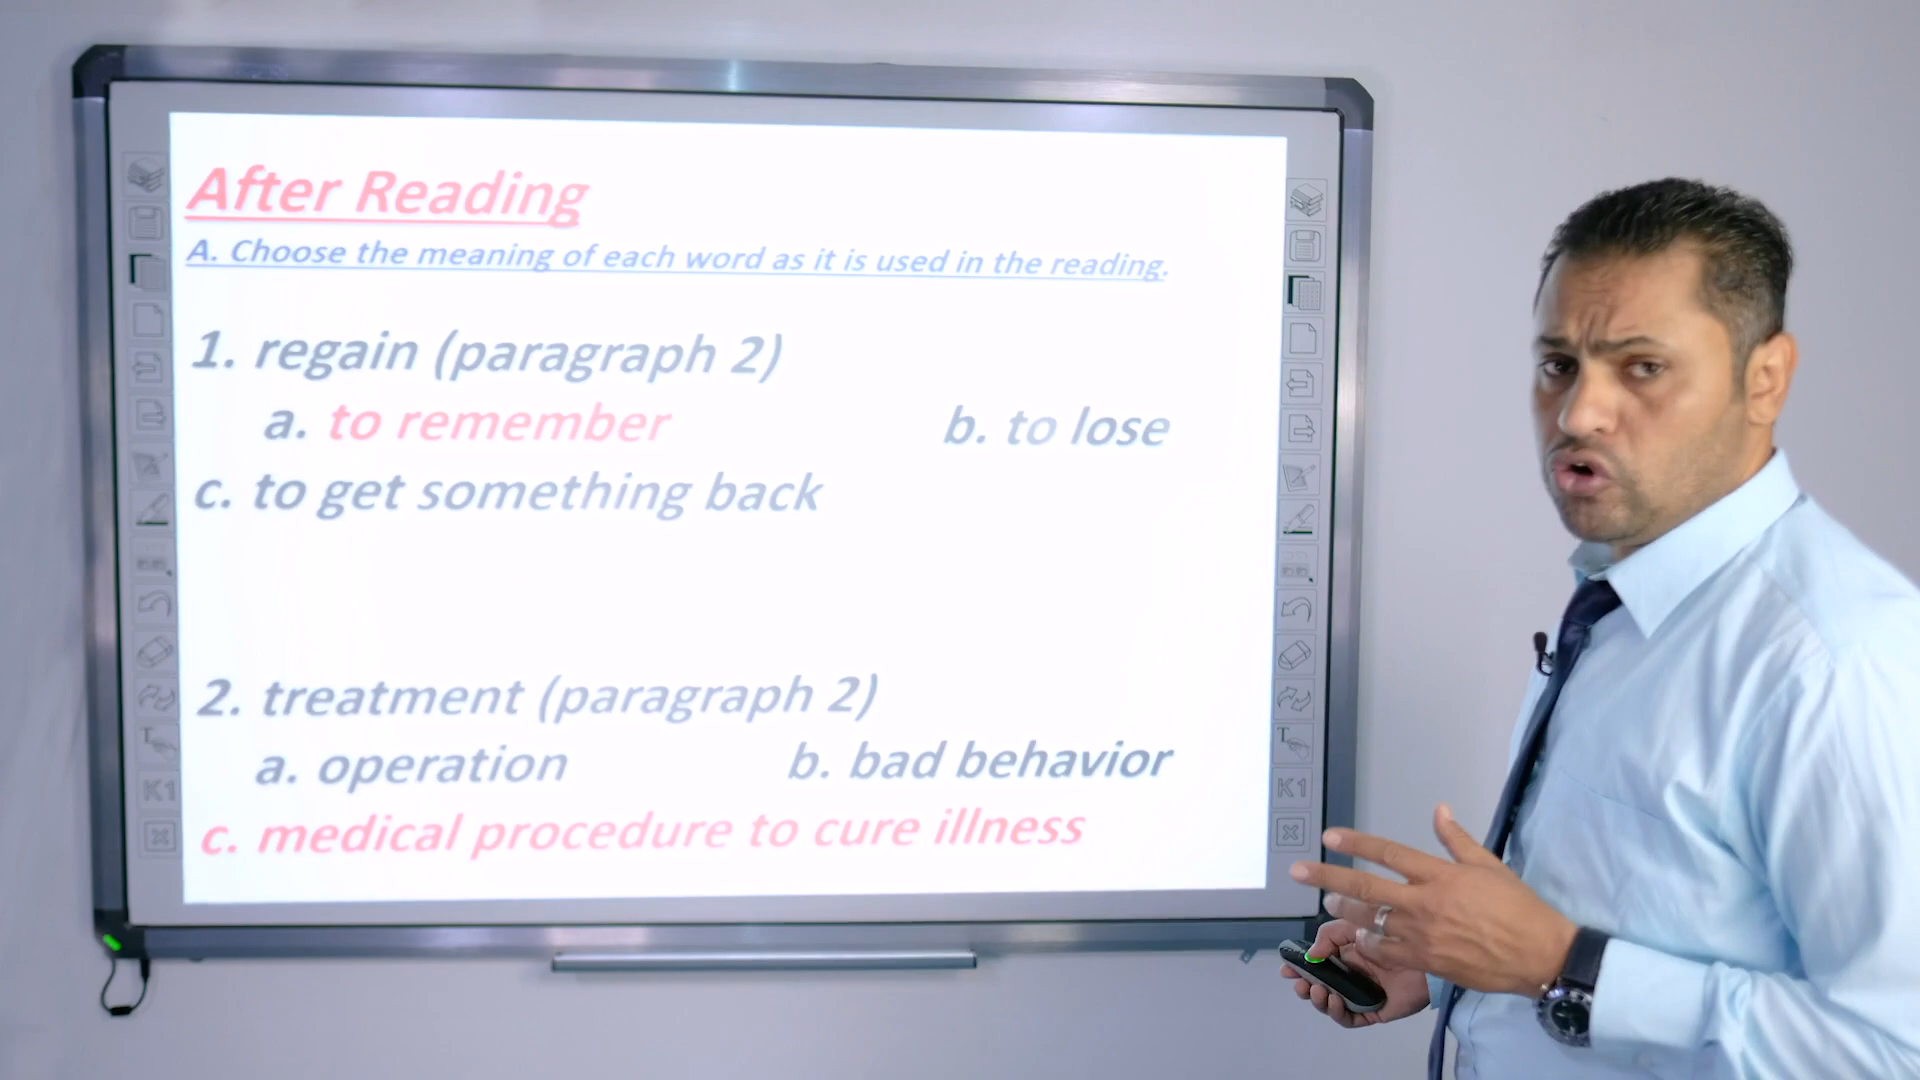 After Reading
A. Choose the meaning of each word as it is used in the reading.
1. regain (paragraph 2)
a. to remember b. to lose
c. to get something back
2. treatment (paragraph 2)
a. operation b. bad behavior
c. medical procedure to cure illness
T
K1
T
K1